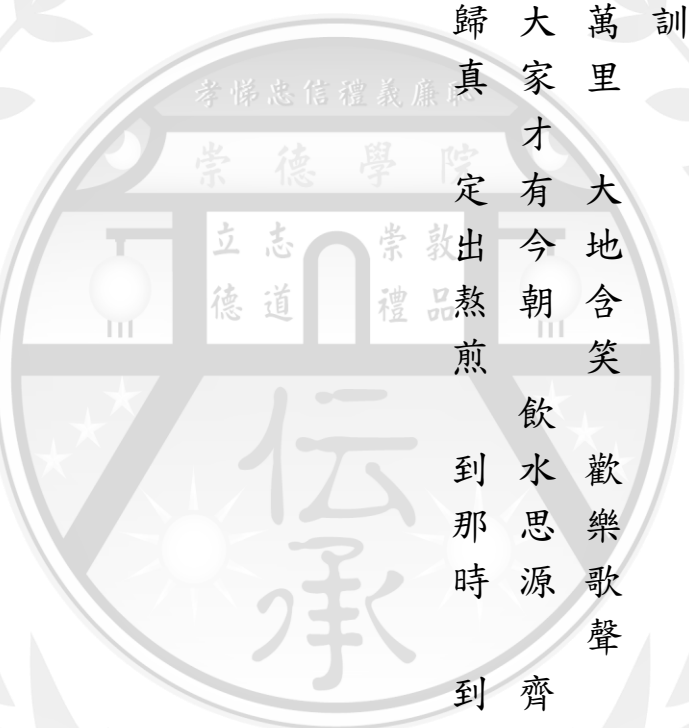 訓
萬里 大地含笑 歡樂歌聲
大家才有今朝 飲水思源 齊
歸真 定出熬煎 到那時 到
孝悌忠信禮義廉
崇德學院
敦品
崇禮
志道
立德
伝承